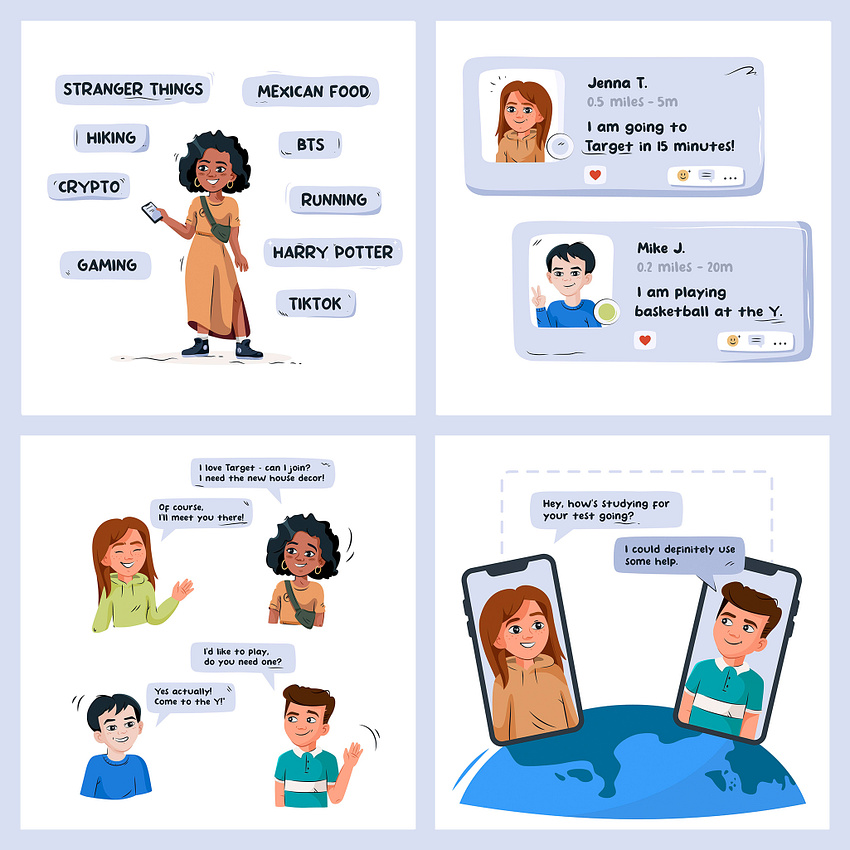 STRANGER THINGS
MEXICAN FOOD
HIKING
BTS
CRYPTO
RUNNING
GAMING
HARRY POTTER
TIKTOK
Jenna T.
0.5 miles - 5m
I am going to
Target in 15 minutes!
Mike J.
0.2 miles - 20m
I am playing
basketball at the Y.
I love Target - can I join?
I need the new house decor!
Of course,
I'll meet you there!
I'd like to play,
do you need one?
Yes actually!
Come to the Y!"
Hey, how's studying for
your test going?
I could definitely use
some help.